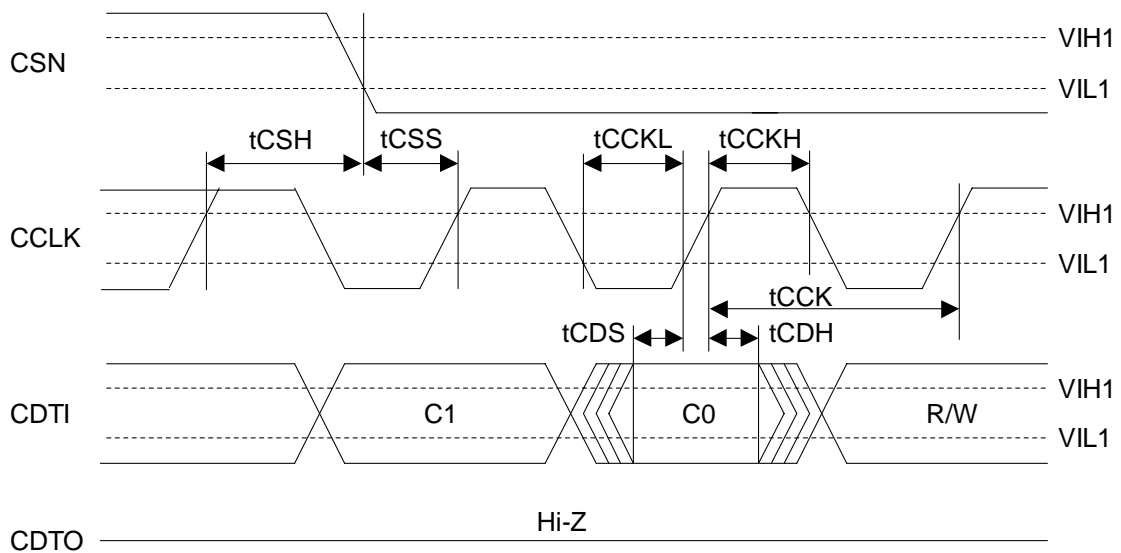 CSN
VIH1
VIL1
tCSH
tCSS
tCCKL
tCCKH
CCLK
VIH1
VIL1
tCCK
tCDS
tCDH
CDTI
C1
C0
R/W
VIH1
VIL1
Hi-Z
CDTO